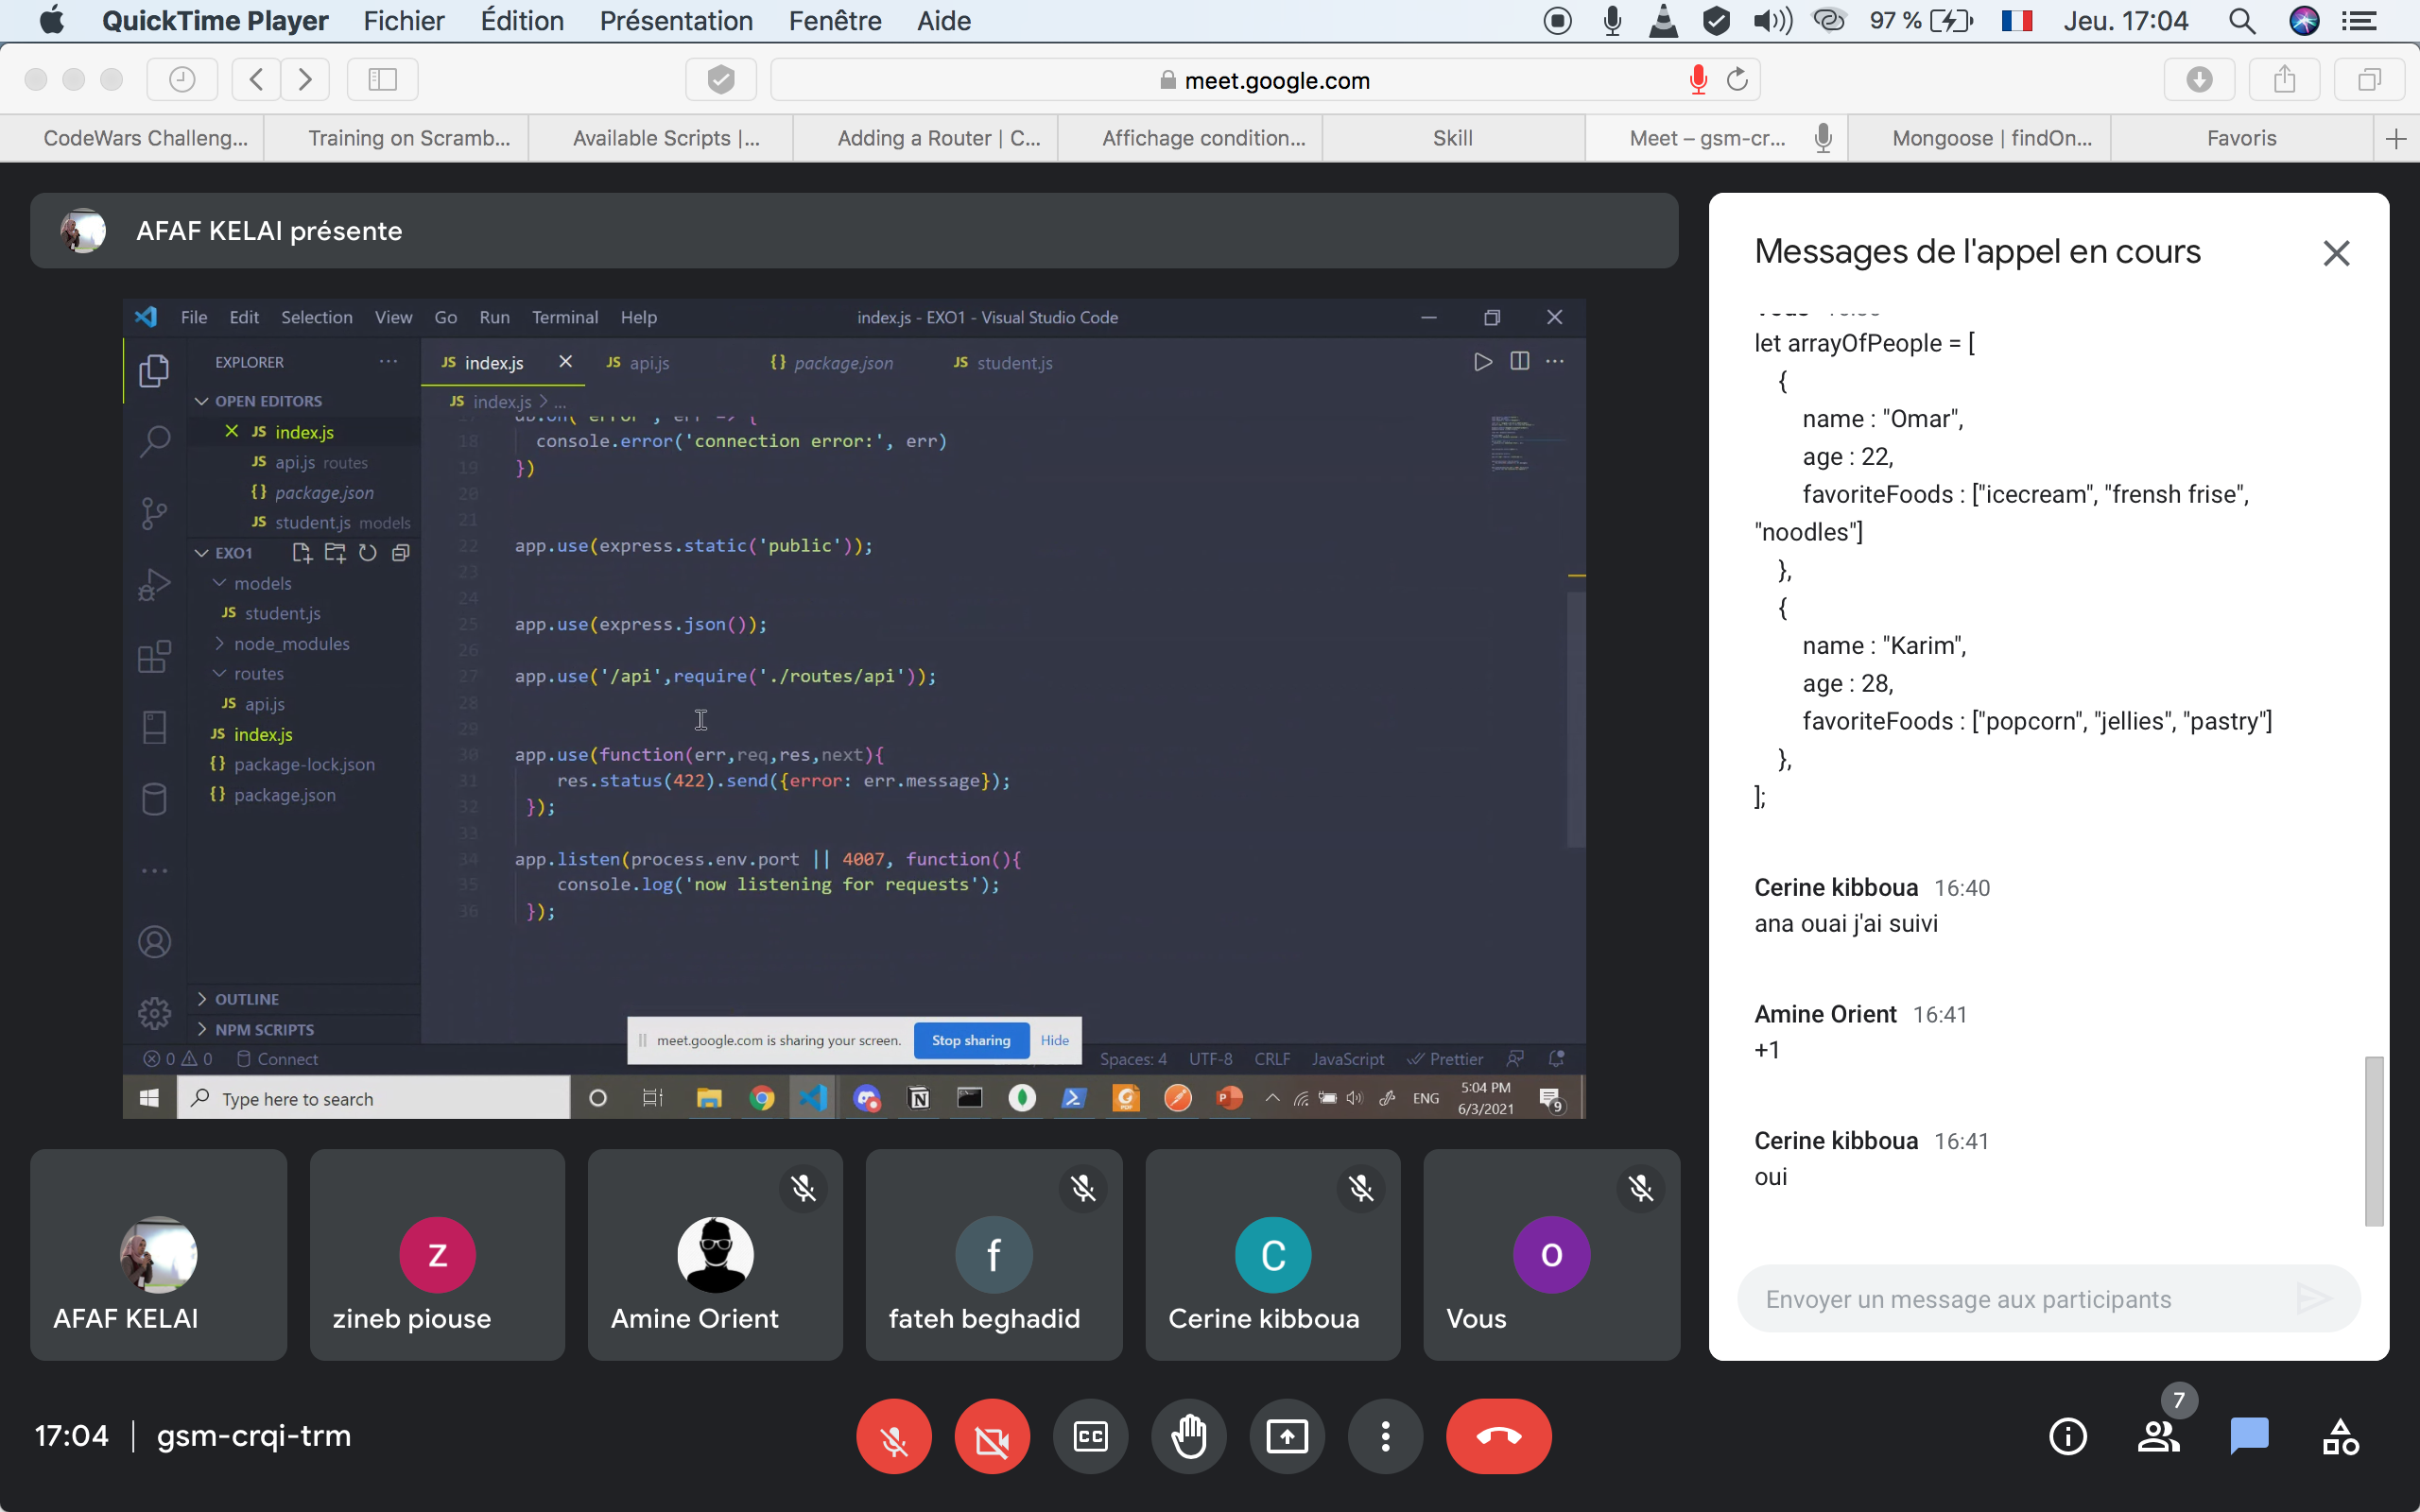 QuickTime Player Fichier Édition Présentation Fenêtre Aide 97 % Jeu. 17:04
meet.google.com
CodeWars Challeng... Training on Scramb... Available Scripts |... Adding a Router | C... Affichage condition... Skill Meet – gsm-cr... Mongoose | findOn... Favoris
AFAF KELAI présente
File Edit Selection View Go Run Terminal Help index.js - EXO1 - Visual Studio Code
EXPLORER
JS index.js JS api.js {} package.json JS student.js
OPEN EDITORS
JS index.js > ...
JS index.js
JS api.js routes
{} package.json
JS student.js models
EXO1
models
JS student.js
node_modules
routes
JS api.js
JS index.js
{} package-lock.json
{} package.json
OUTLINE
NPM SCRIPTS
18 console.error('connection error:', err)
19 })
20
21
22 app.use(express.static('public'));
23
24
25 app.use(express.json());
26
27 app.use('/api',require('./routes/api'));
28
29
30 app.use(function(err,req,res,next){
31 res.status(422).send({error: err.message});
32 });
33
34 app.listen(process.env.port || 4007, function(){
35 console.log('now listening for requests');
36 });
meet.google.com is sharing your screen. Stop sharing Hide
0 0 Connect Spaces: 4 UTF-8 CRLF JavaScript Prettier
Type here to search ENG 5:04 PM
6/3/2021 9
AFAF KELAI
z
zineb piouse
Amine Orient
f
fateh beghadid
C
Cerine kibboua
o
Vous
Messages de l'appel en cours
let arrayOfPeople = [
{
name : "Omar",
age : 22,
favoriteFoods : ["icecream", "frensh frise",
"noodles"]
},
{
name : "Karim",
age : 28,
favoriteFoods : ["popcorn", "jellies", "pastry"]
},
];
Cerine kibboua 16:40
ana ouai j'ai suivi
Amine Orient 16:41
+1
Cerine kibboua 16:41
oui
Envoyer un message aux participants
17:04 | gsm-crqi-trm
CC
7